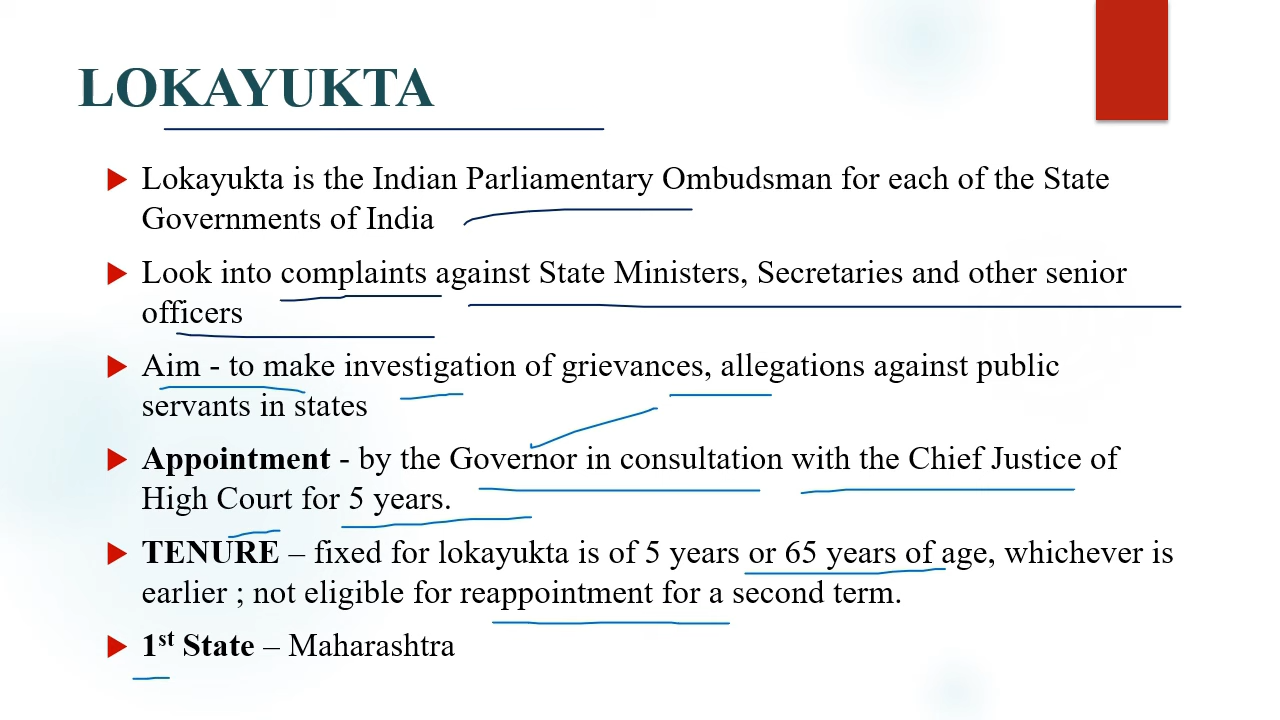 LOKAYUKTA
Lokayukta is the Indian Parliamentary Ombudsman for each of the State
Governments of India
Look into complaints against State Ministers, Secretaries and other senior
officers
Aim - to make investigation of grievances, allegations against public
servants in states
Appointment - by the Governor in consultation with the Chief Justice of
High Court for 5 years.
TENURE – fixed for lokayukta is of 5 years or 65 years of age, whichever is
earlier ; not eligible for reappointment for a second term.
1st State – Maharashtra